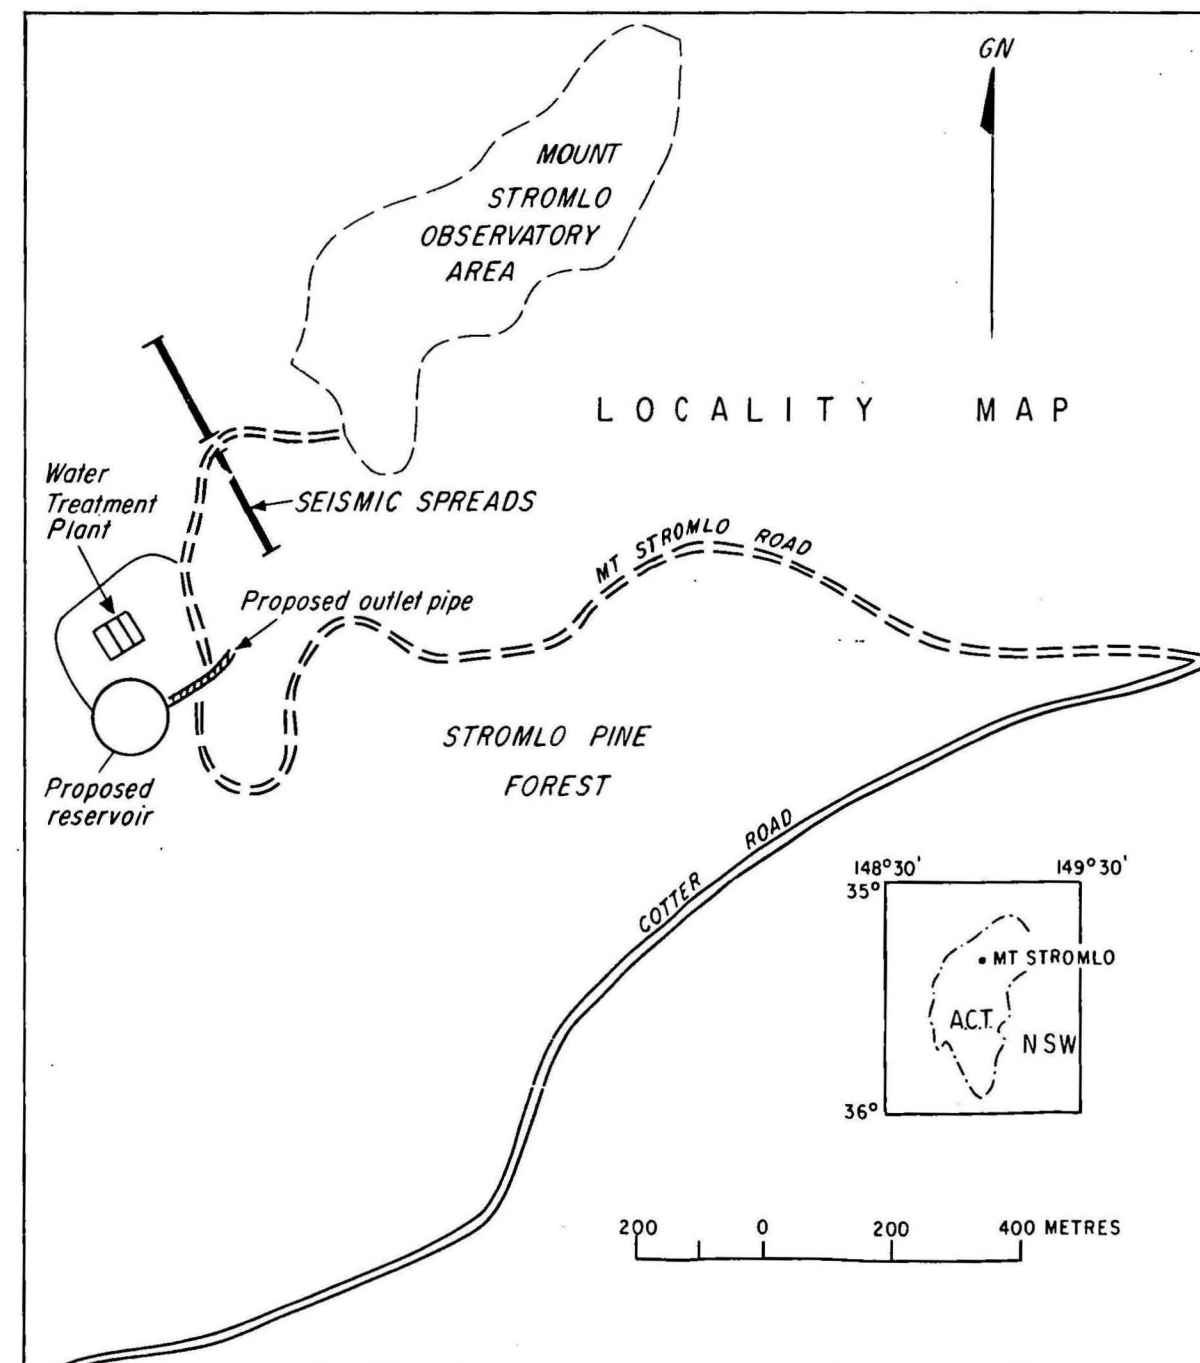 GN
MOUNT
STROMLO
OBSERVATORY
AREA
LOCALITY MAP
Water
Treatment
Plant
SEISMIC SPREADS
MT STROMLO ROAD
Proposed outlet pipe
STROMLO PINE
FOREST
Proposed
reservoir
COTTER ROAD
148°30' 149°30'
35°
MT STROMLO
A.C.T.
NSW
36°
200 0 200 400 METRES